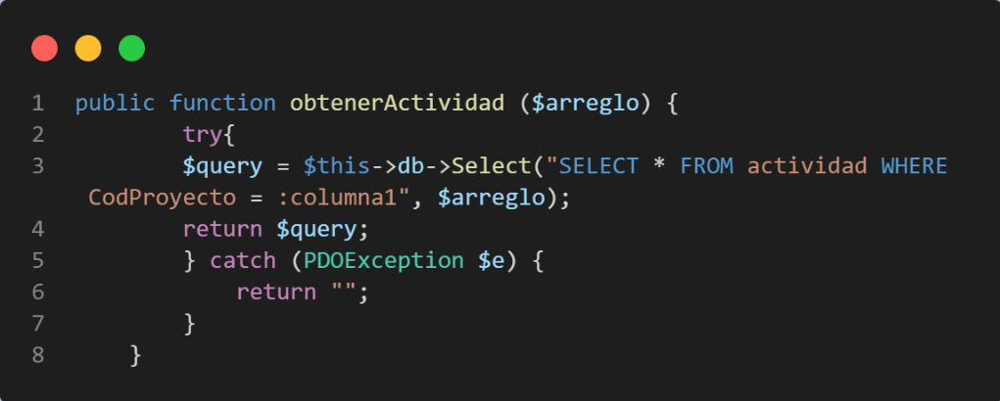 1 public function obtenerActividad ($arreglo) {
2 try{
3 $query = $this->db->Select("SELECT * FROM actividad WHERE
CodProyecto = :columna1", $arreglo);
4 return $query;
5 } catch (PDOException $e) {
6 return "";
7 }
8 }